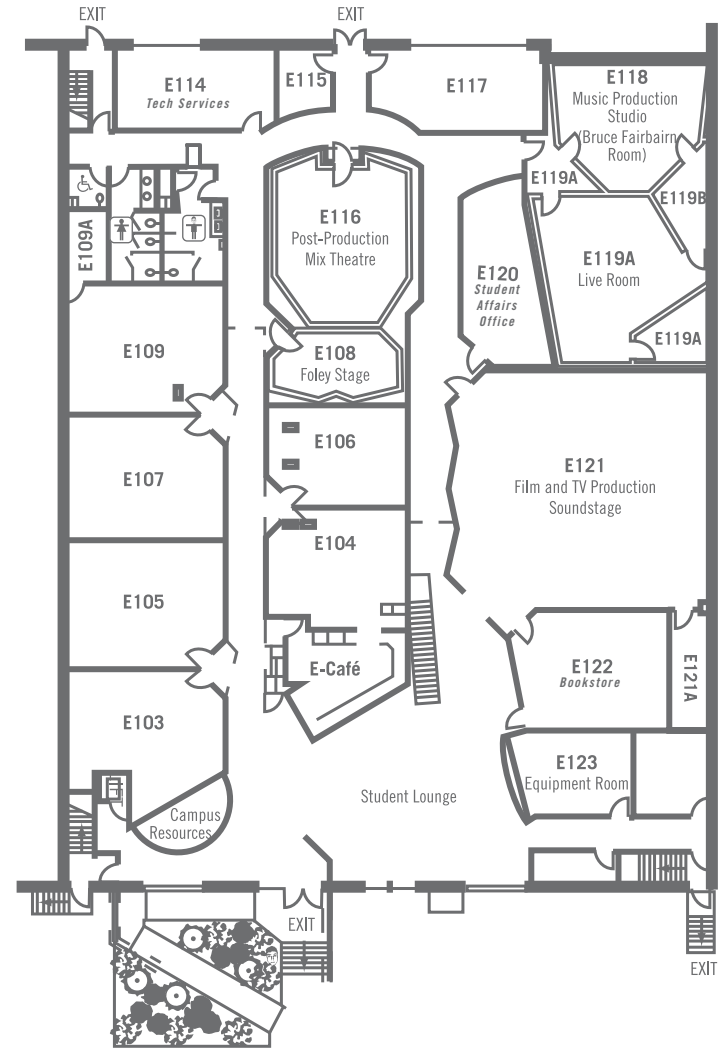 EXIT
EXIT
E114
Tech Services
E115
E117
E118
Music Production
Studio
(Bruce Fairbairn
Room)
E119A
E119B
E109A
E116
Post-Production
Mix Theatre
E120
Student
Affairs
Office
E119A
Live Room
E119A
E109
E108
Foley Stage
E107
E106
E121
Film and TV Production
Soundstage
E104
E105
E-Café
E122
Bookstore
E121A
E103
E123
Equipment Room
Student Lounge
Campus
Resources
EXIT
EXIT